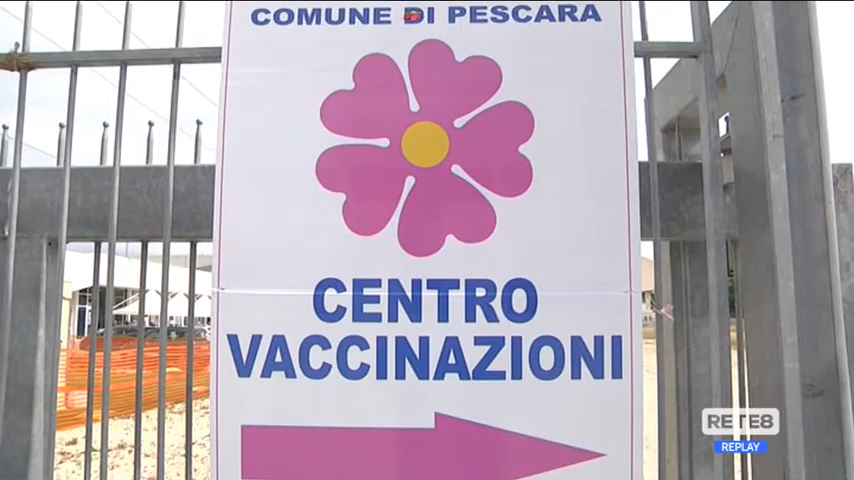 COMUNE DI PESCARA
CENTRO
VACCINAZIONI
RETE8
REPLAY